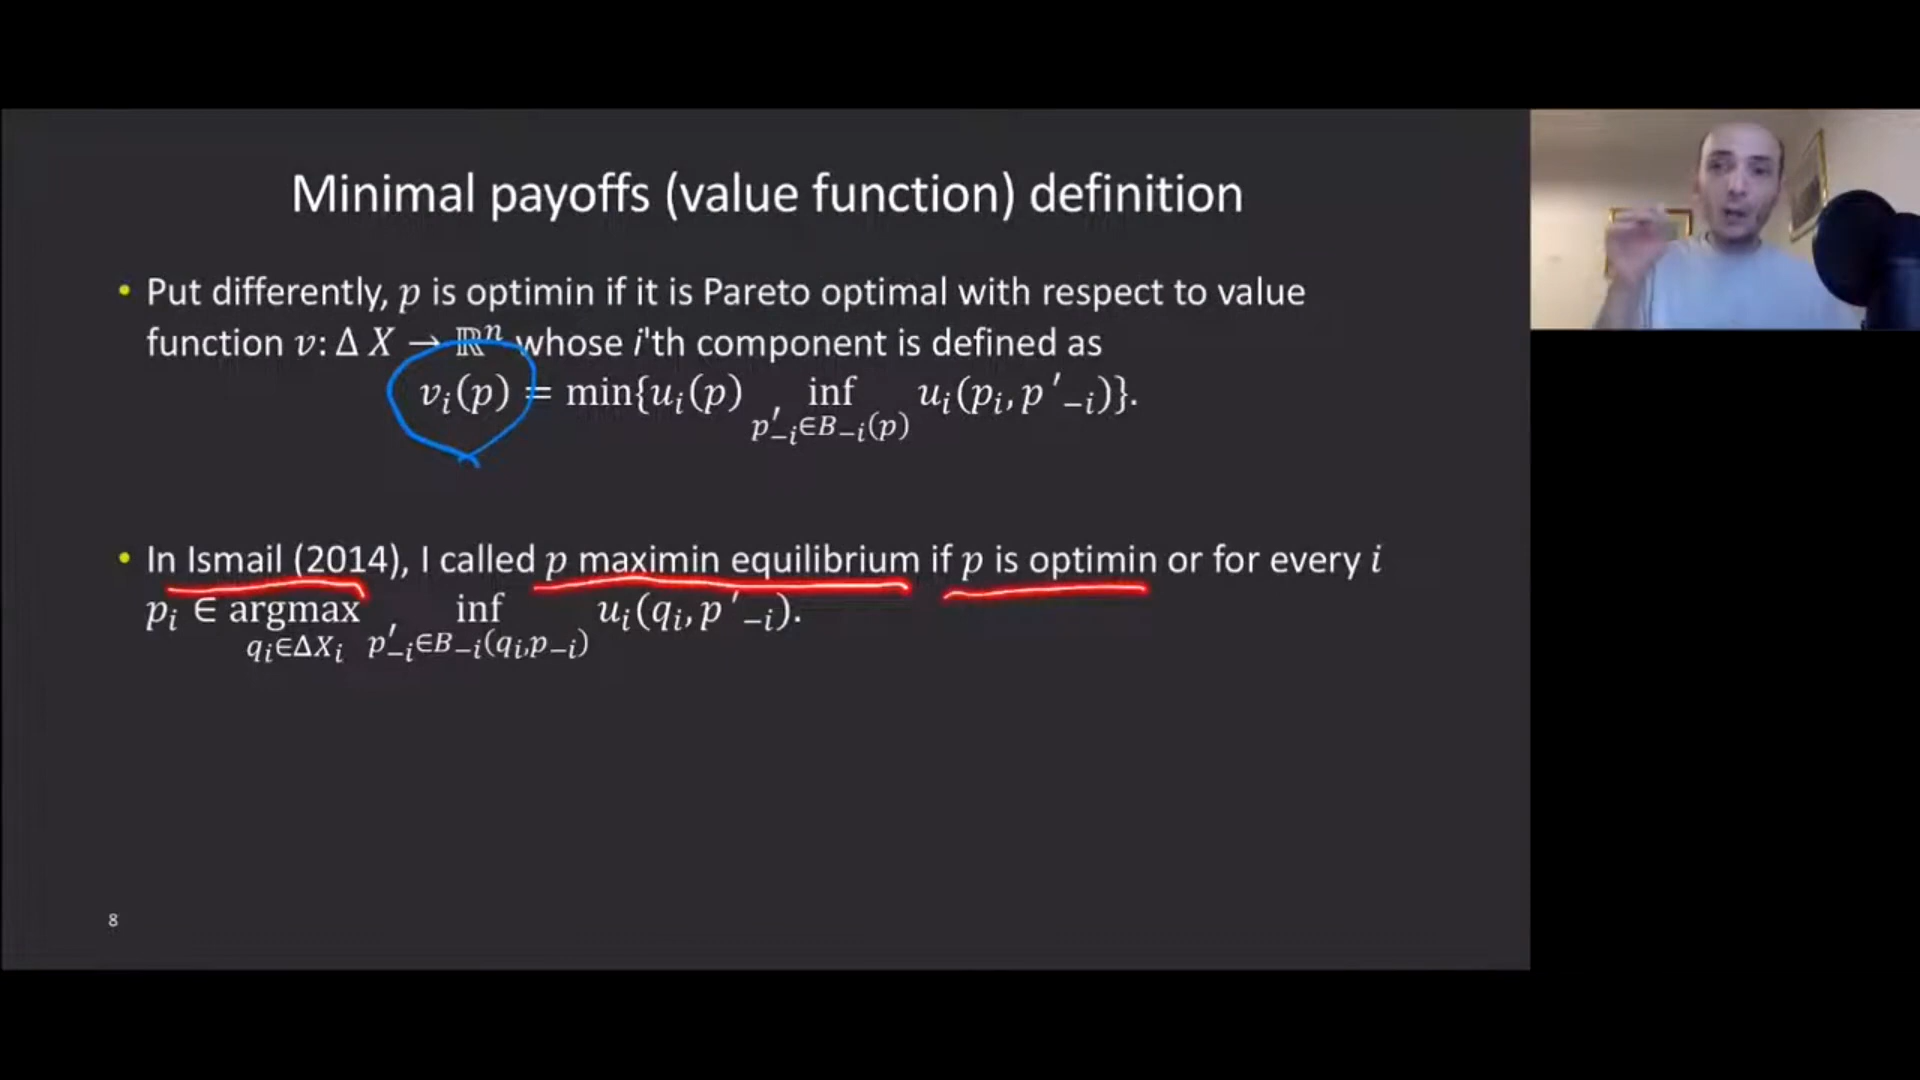 Minimal payoffs (value function) definition
• Put differently, p is optimin if it is Pareto optimal with respect to value
function v: Δ X → ℝⁿ whose i'th component is defined as
vᵢ(p) = min{uᵢ(p) inf uᵢ(pᵢ, p′₋ᵢ)}.
p′₋ᵢ∈B₋ᵢ(p)
• In Ismail (2014), I called p maximin equilibrium if p is optimin or for every i
pᵢ ∈ argmax inf uᵢ(qᵢ, p′₋ᵢ).
qᵢ∈ΔXᵢ p′₋ᵢ∈B₋ᵢ(qᵢ,p₋ᵢ)
8